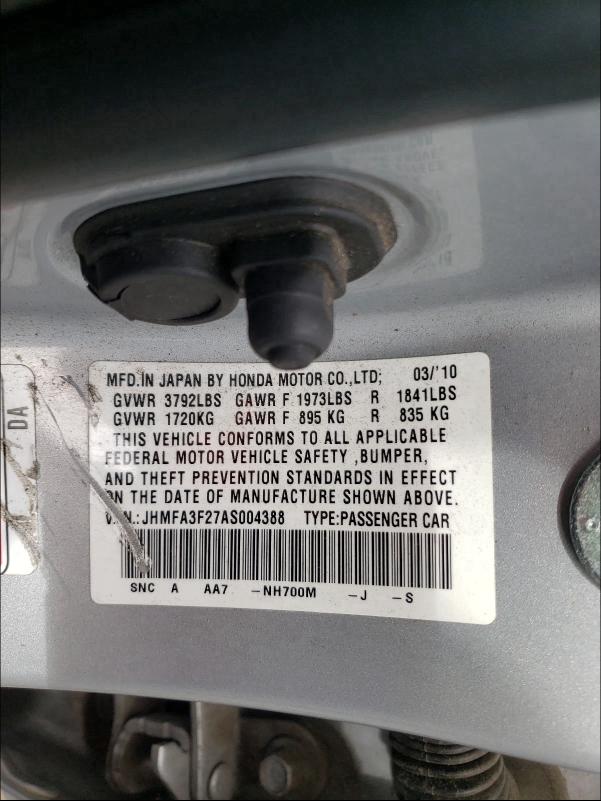 MFD.IN JAPAN BY HONDA MOTOR CO.,LTD; 03/'10
GVWR 3792LBS GAWR F 1973LBS R 1841LBS
GVWR 1720KG GAWR F 895 KG R 835 KG
THIS VEHICLE CONFORMS TO ALL APPLICABLE
FEDERAL MOTOR VEHICLE SAFETY ,BUMPER,
AND THEFT PREVENTION STANDARDS IN EFFECT
ON THE DATE OF MANUFACTURE SHOWN ABOVE.
V.I.N.:JHMFA3F27AS004388 TYPE:PASSENGER CAR
SNC A AA7 -NH700M -J -S
DA